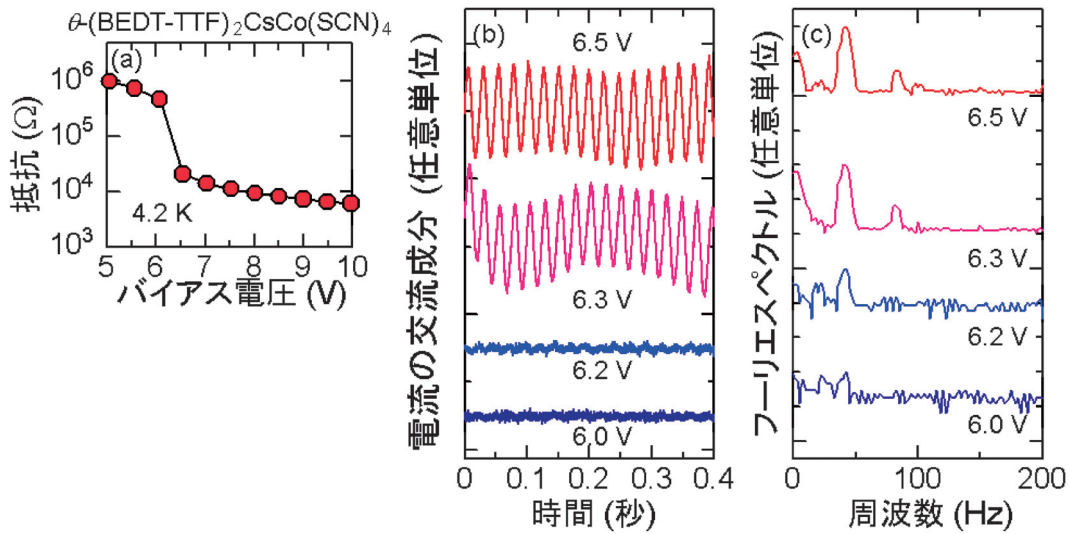 θ-(BEDT-TTF)2CsCo(SCN)4
(a)
抵抗 (Ω)
10^6
10^5
10^4
10^3
4.2 K
5 6 7 8 9 10
バイアス電圧 (V)
(b)
電流の交流成分 (任意単位)
6.5 V
6.3 V
6.2 V
6.0 V
0 0.1 0.2 0.3 0.4
時間 (秒)
(c)
フーリエスペクトル (任意単位)
6.5 V
6.3 V
6.2 V
6.0 V
0 100 200
周波数 (Hz)